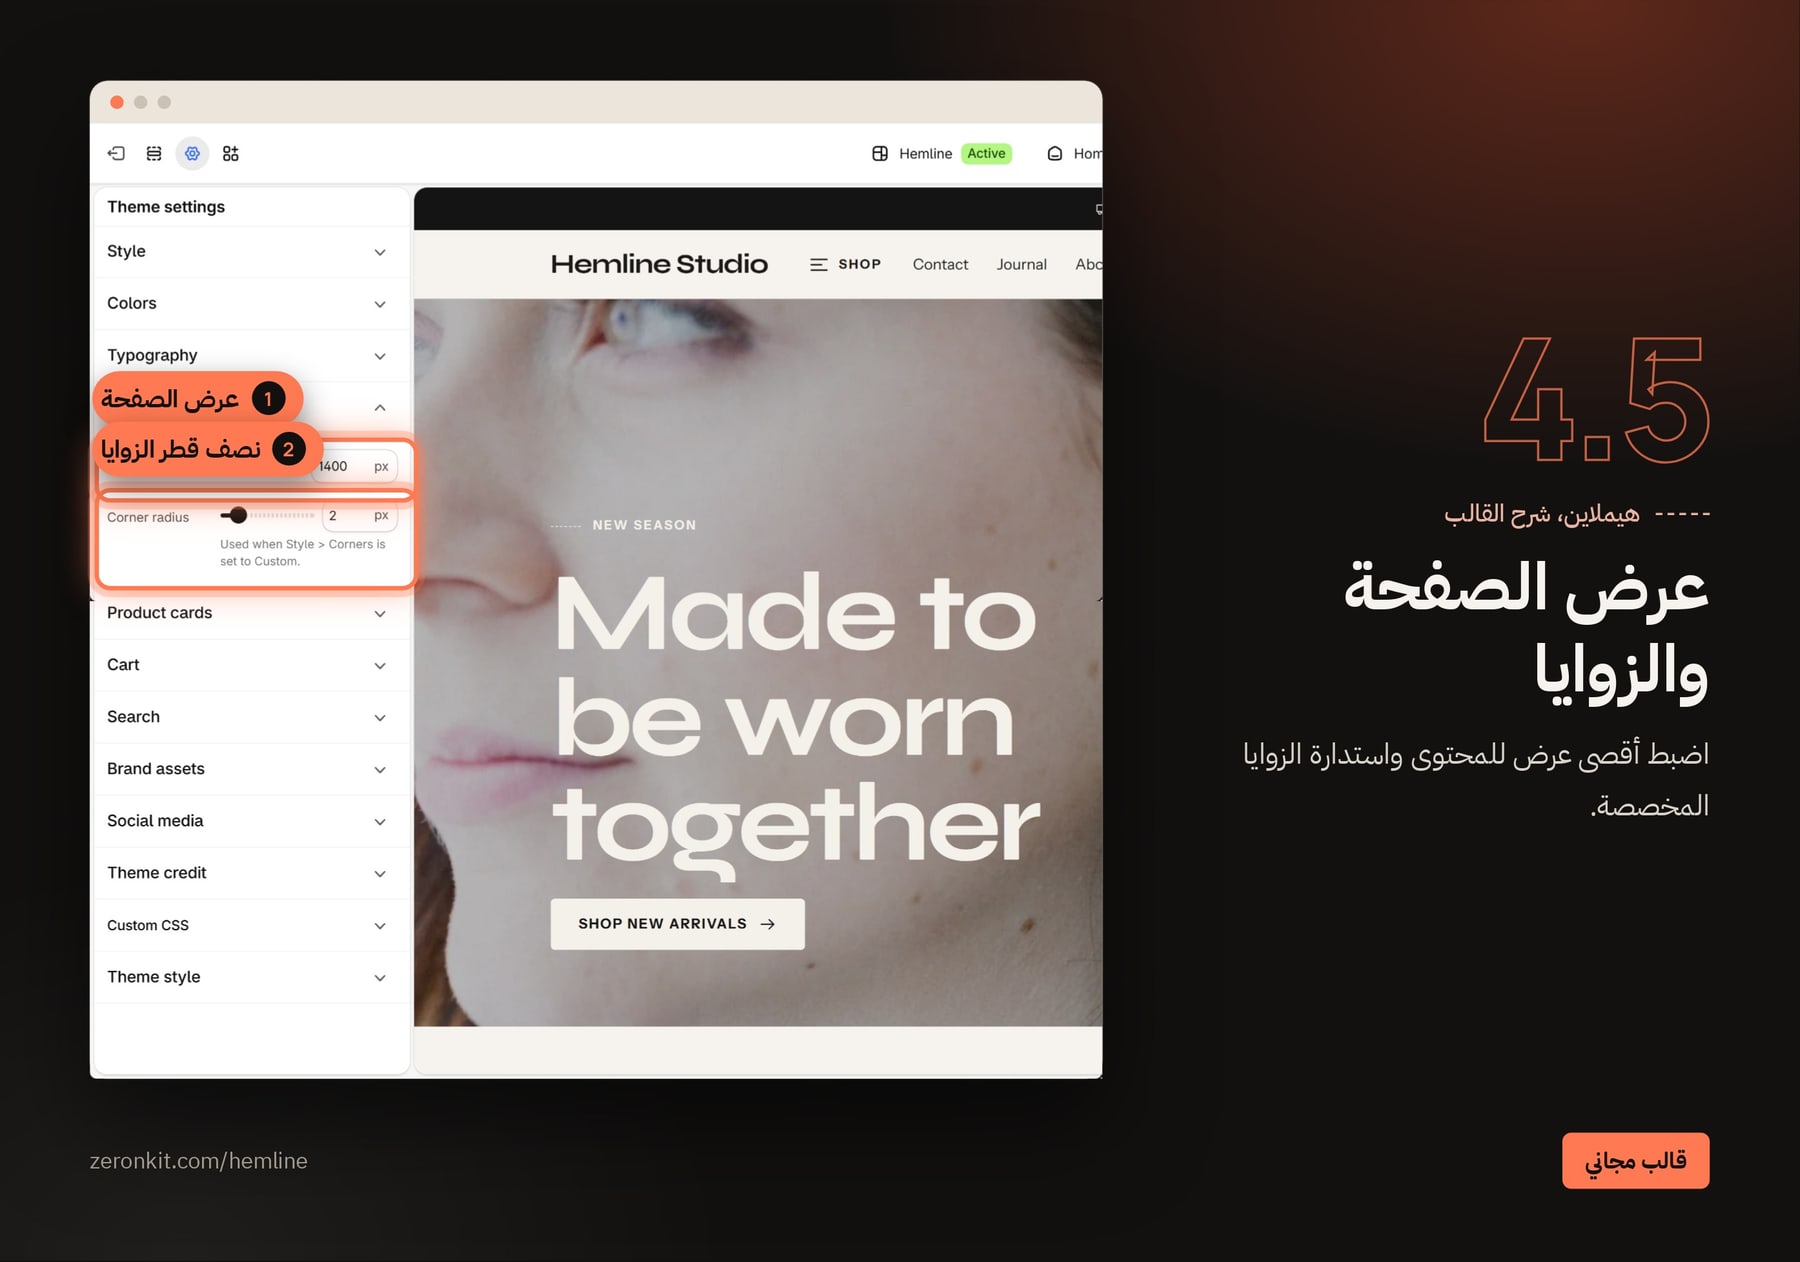 Hemline
Active
Hom
Theme settings
Style
Colors
Typography
عرض الصفحة 1
نصف قطر الزوايا 2
1400 px
Corner radius
2 px
Used when Style > Corners is
set to Custom.
Product cards
Cart
Search
Brand assets
Social media
Theme credit
Custom CSS
Theme style
Hemline Studio
SHOP
Contact
Journal
Abo
NEW SEASON
Made to
be worn
together
SHOP NEW ARRIVALS
4.5
هيملاين، شرح القالب
عرض الصفحة
والزوايا
اضبط أقصى عرض للمحتوى واستدارة الزوايا
المخصصة.
zeronkit.com/hemline
قالب مجاني